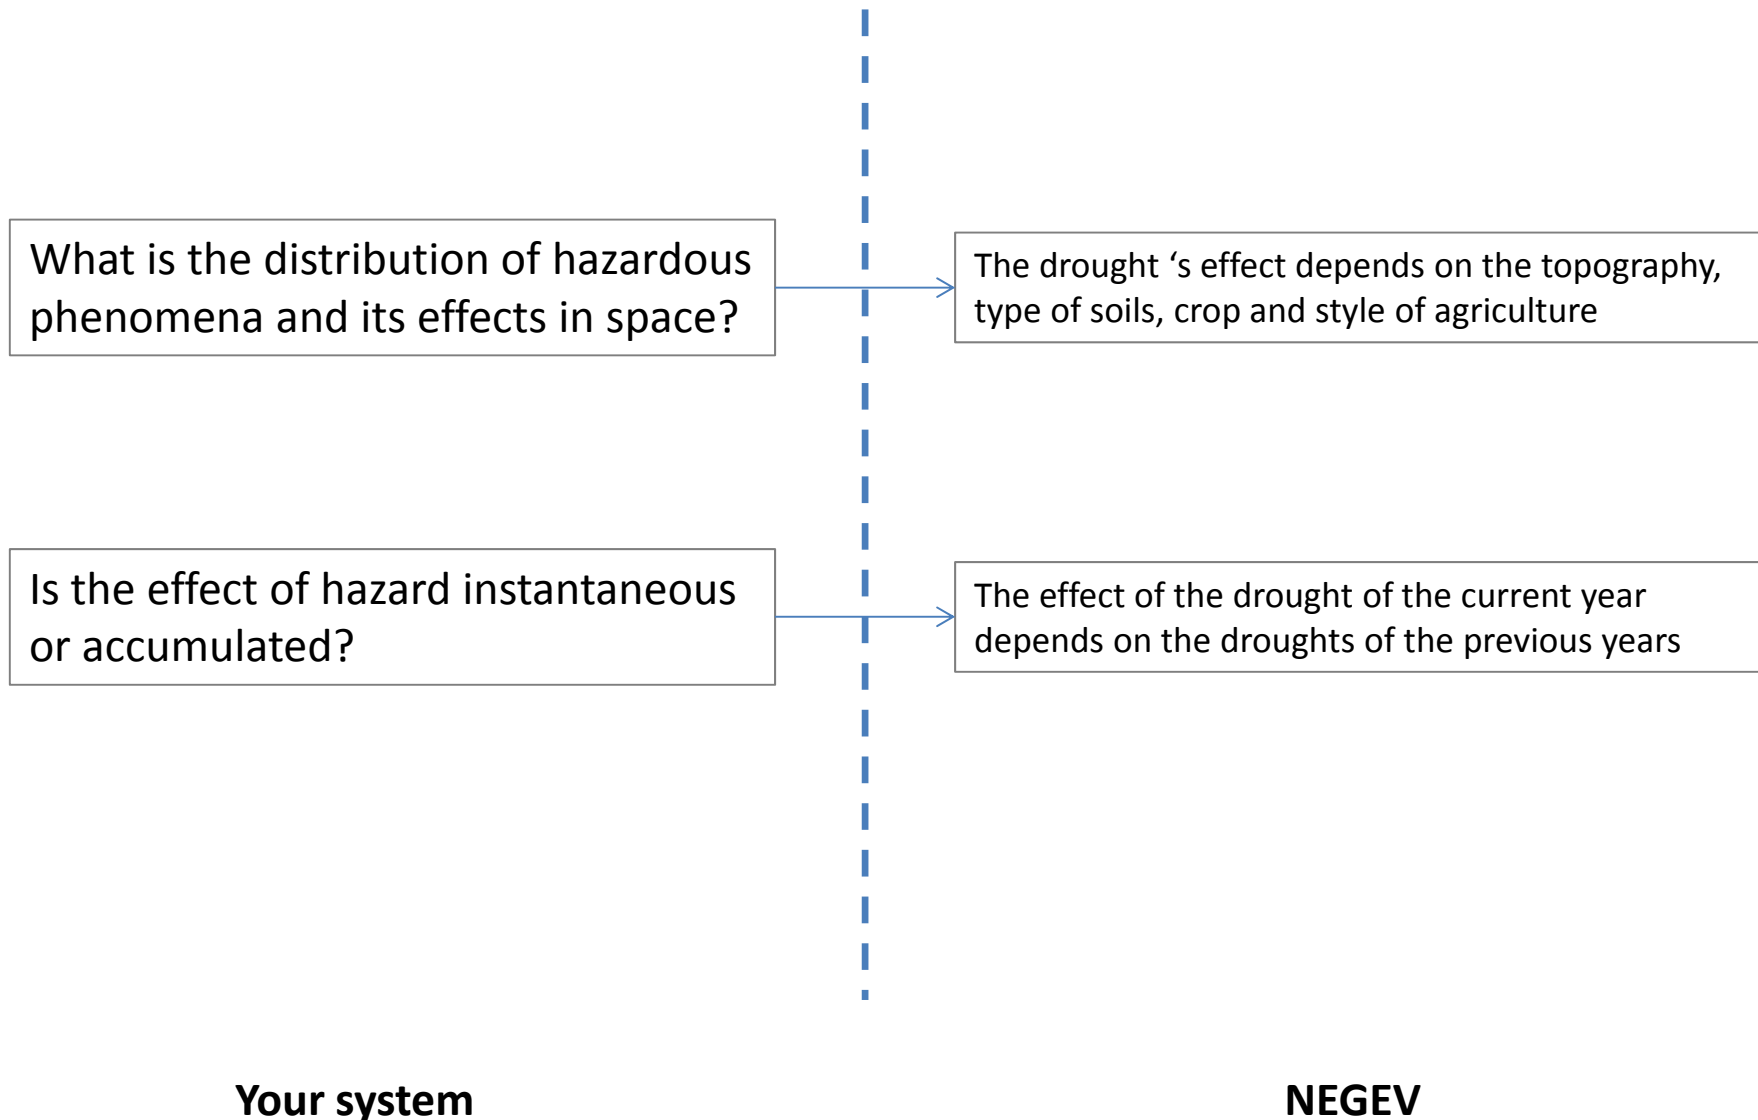 What is the distribution of hazardous
phenomena and its effects in space?
The drought ‘s effect depends on the topography,
type of soils, crop and style of agriculture
Is the effect of hazard instantaneous
or accumulated?
The effect of the drought of the current year
depends on the droughts of the previous years
Your system
NEGEV